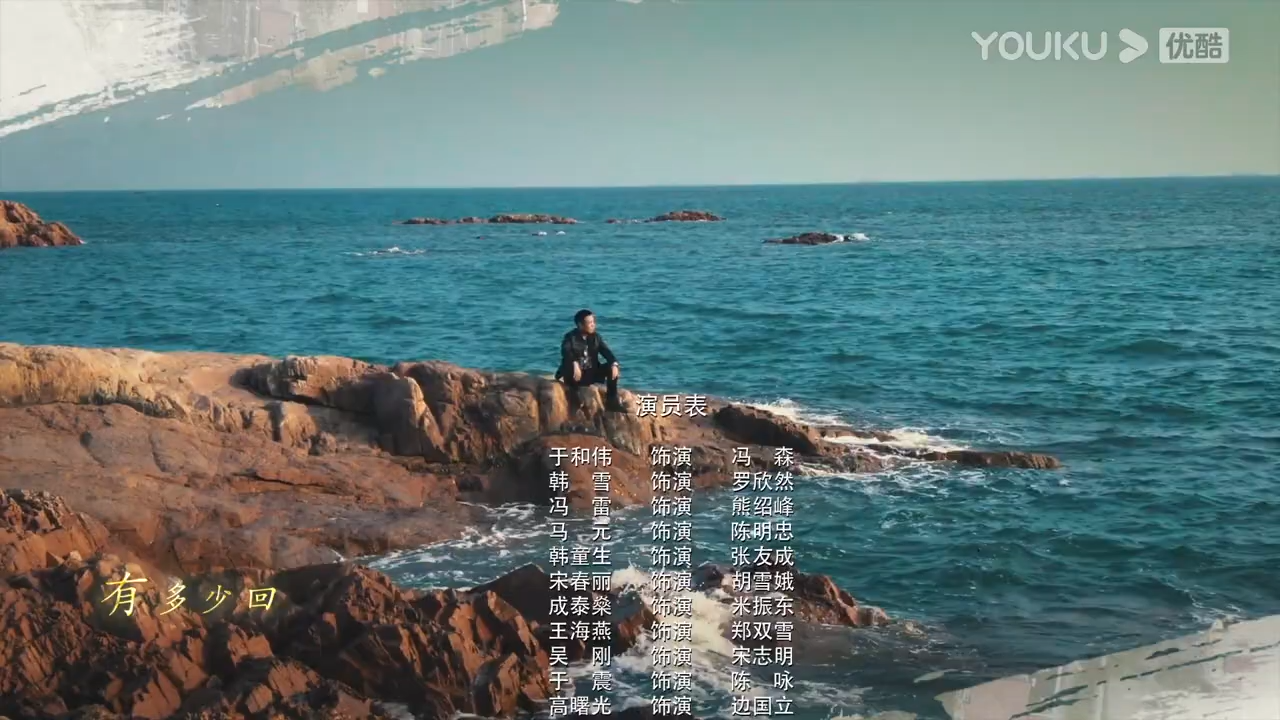 YOUKU 优酷
演员表
于和伟 饰演 冯 森
韩 雪 饰演 罗欣然
冯 雷 饰演 熊绍峰
马 元 饰演 陈明忠
韩童生 饰演 张友成
宋春丽 饰演 胡雪娥
成泰燊 饰演 米振东
王海燕 饰演 郑双雪
吴 刚 饰演 宋志明
于 震 饰演 陈 咏
高曙光 饰演 边国立
有多少回